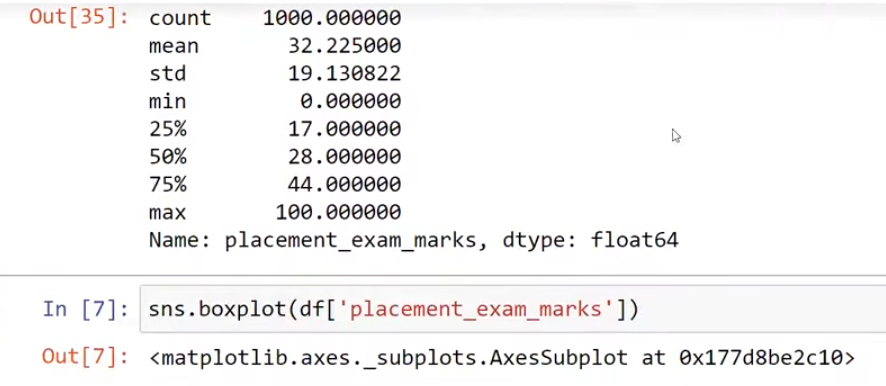 Out[35]: count 1000.000000
mean 32.225000
std 19.130822
min 0.000000
25% 17.000000
50% 28.000000
75% 44.000000
max 100.000000
Name: placement_exam_marks, dtype: float64
In [7]: sns.boxplot(df['placement_exam_marks'])
Out[7]: <matplotlib.axes._subplots.AxesSubplot at 0x177d8be2c10>